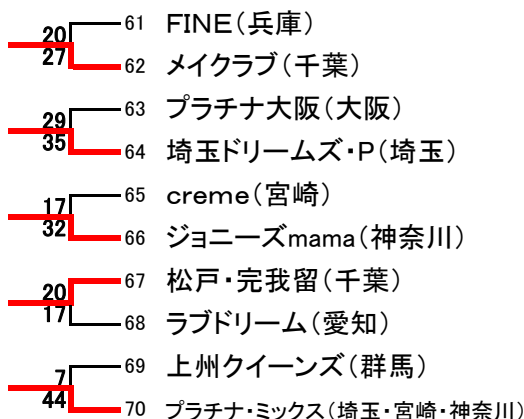 20 61 FINE(兵庫)
27 62 メイクラブ(千葉)
29 63 プラチナ大阪(大阪)
35 64 埼玉ドリームズ・P(埼玉)
17 65 creme(宮崎)
32 66 ジョニーズmama(神奈川)
20 67 松戸・完我留(千葉)
17 68 ラブドリーム(愛知)
7 69 上州クイーンズ(群馬)
44 70 プラチナ・ミックス(埼玉・宮崎・神奈川)